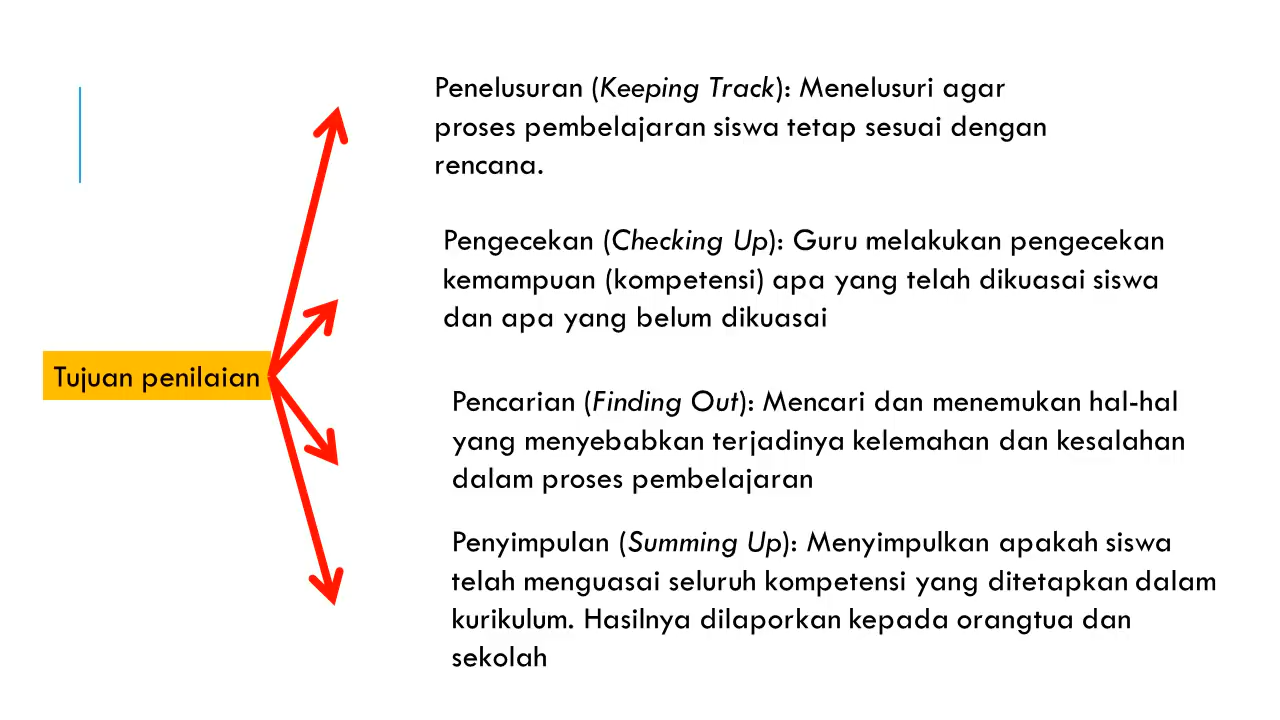 Penelusuran (Keeping Track): Menelusuri agar
proses pembelajaran siswa tetap sesuai dengan
rencana.
Pengecekan (Checking Up): Guru melakukan pengecekan
kemampuan (kompetensi) apa yang telah dikuasai siswa
dan apa yang belum dikuasai
Tujuan penilaian
Pencarian (Finding Out): Mencari dan menemukan hal-hal
yang menyebabkan terjadinya kelemahan dan kesalahan
dalam proses pembelajaran
Penyimpulan (Summing Up): Menyimpulkan apakah siswa
telah menguasai seluruh kompetensi yang ditetapkan dalam
kurikulum. Hasilnya dilaporkan kepada orangtua dan
sekolah